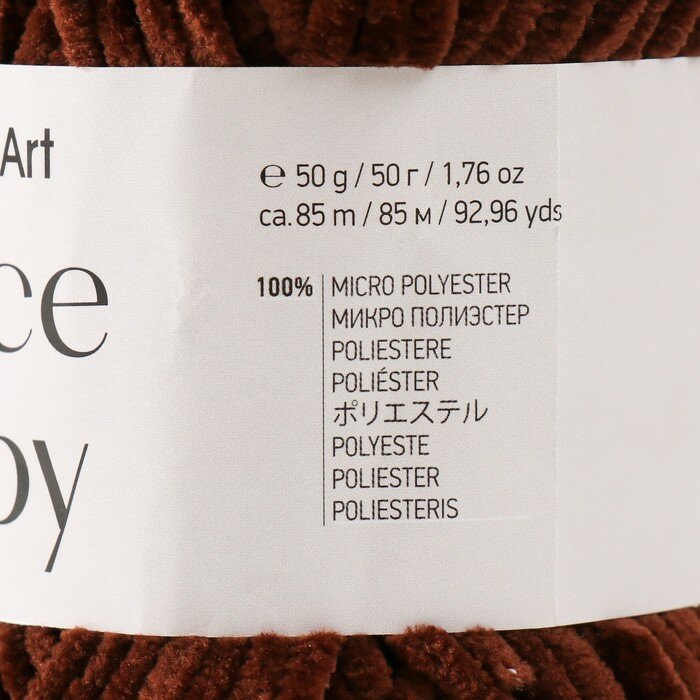 Art
ce
by
℮ 50 g / 50 г / 1,76 oz
ca. 85 m / 85 м / 92,96 yds
100% MICRO POLYESTER
МИКРО ПОЛИЭСТЕР
POLIESTERE
POLIÉSTER
ポリエステル
POLYESTE
POLIESTER
POLIESTERIS